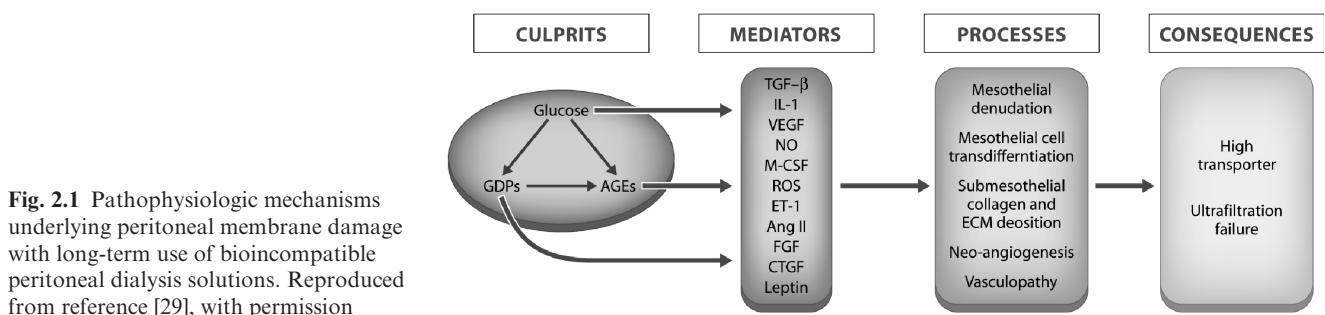 CULPRITS
MEDIATORS
PROCESSES
CONSEQUENCES
Glucose
GDPs
AGEs
TGF–β
IL-1
VEGF
NO
M-CSF
ROS
ET-1
Ang II
FGF
CTGF
Leptin
Mesothelial
denudation
Mesothelial cell
transdifferntiation
Submesothelial
collagen and
ECM deosition
Neo-angiogenesis
Vasculopathy
High
transporter
Ultrafiltration
failure
Fig. 2.1 Pathophysiologic mechanisms
underlying peritoneal membrane damage
with long-term use of bioincompatible
peritoneal dialysis solutions. Reproduced
from reference [29], with permission